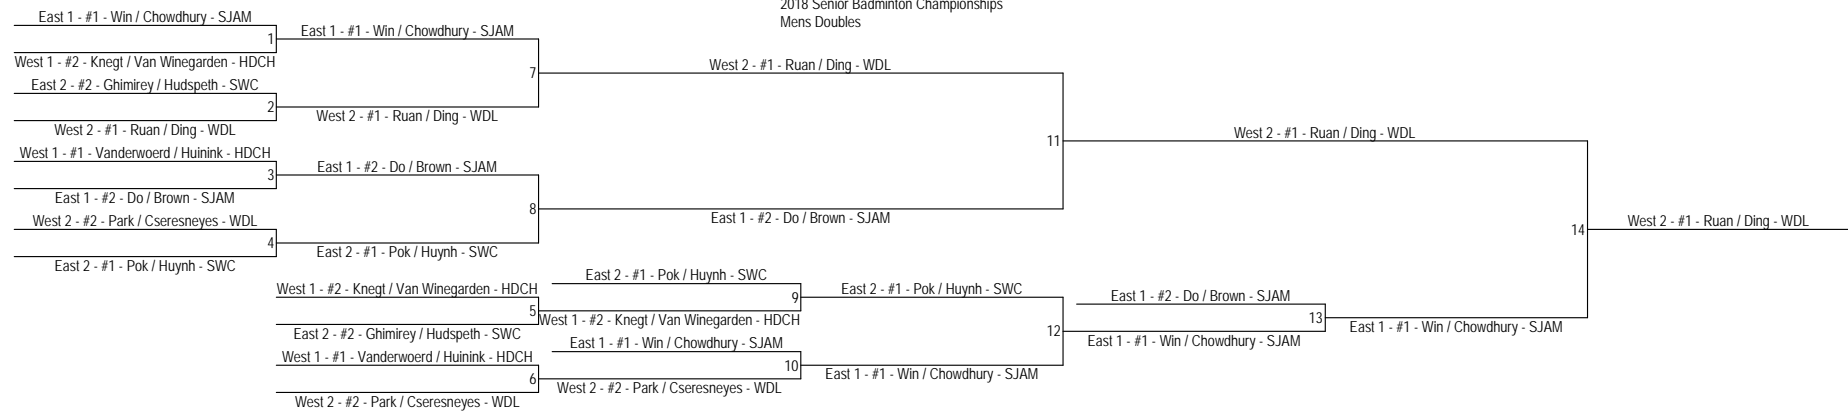 2018 Senior Badminton Championships
Mens Doubles
East 1 - #1 - Win / Chowdhury - SJAM
1
West 1 - #2 - Knegt / Van Winegarden - HDCH
East 2 - #2 - Ghimirey / Hudspeth - SWC
2
West 2 - #1 - Ruan / Ding - WDL
West 1 - #1 - Vanderwoerd / Huinink - HDCH
3
East 1 - #2 - Do / Brown - SJAM
West 2 - #2 - Park / Cseresneyes - WDL
4
East 2 - #1 - Pok / Huynh - SWC
East 1 - #1 - Win / Chowdhury - SJAM
7
West 2 - #1 - Ruan / Ding - WDL
East 1 - #2 - Do / Brown - SJAM
8
East 2 - #1 - Pok / Huynh - SWC
West 1 - #2 - Knegt / Van Winegarden - HDCH
5
East 2 - #2 - Ghimirey / Hudspeth - SWC
West 1 - #1 - Vanderwoerd / Huinink - HDCH
6
West 2 - #2 - Park / Cseresneyes - WDL
West 2 - #1 - Ruan / Ding - WDL
11
East 1 - #2 - Do / Brown - SJAM
East 2 - #1 - Pok / Huynh - SWC
9
West 1 - #2 - Knegt / Van Winegarden - HDCH
East 1 - #1 - Win / Chowdhury - SJAM
10
West 2 - #2 - Park / Cseresneyes - WDL
East 2 - #1 - Pok / Huynh - SWC
12
East 1 - #1 - Win / Chowdhury - SJAM
East 1 - #2 - Do / Brown - SJAM
13
East 1 - #1 - Win / Chowdhury - SJAM
West 2 - #1 - Ruan / Ding - WDL
14
East 1 - #1 - Win / Chowdhury - SJAM
West 2 - #1 - Ruan / Ding - WDL